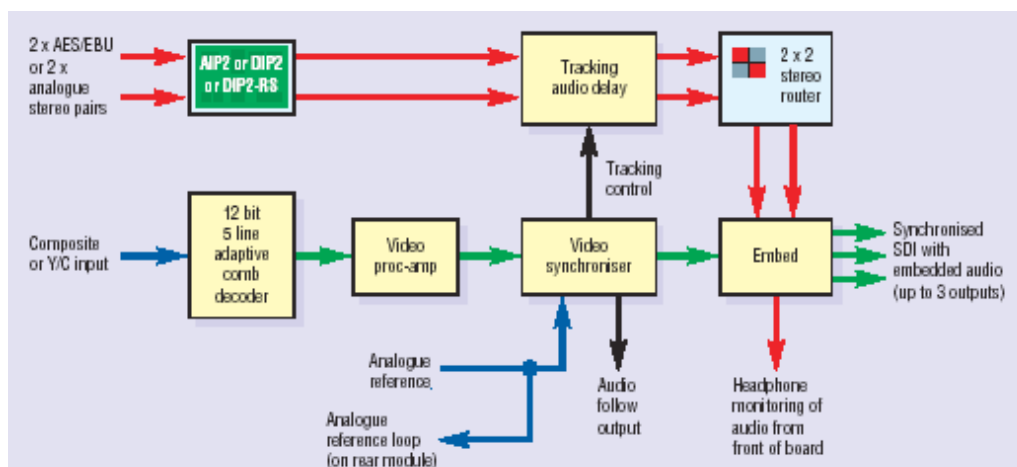 2 x AES/EBU
or 2 x
analogue
stereo pairs
AIP2 or DIP2
or DIP2-RS
Tracking
audio delay
2 x 2
stereo
router
Tracking
control
Composite
or Y/C input
12 bit
5 line
adaptive
comb
decoder
Video
proc-amp
Video
synchroniser
Embed
Synchronised
SDI with
embedded audio
(up to 3 outputs)
Analogue
reference.
Analogue
reference loop
(on rear module)
Audio
follow
output
Headphone
monitoring of
audio from
front of board